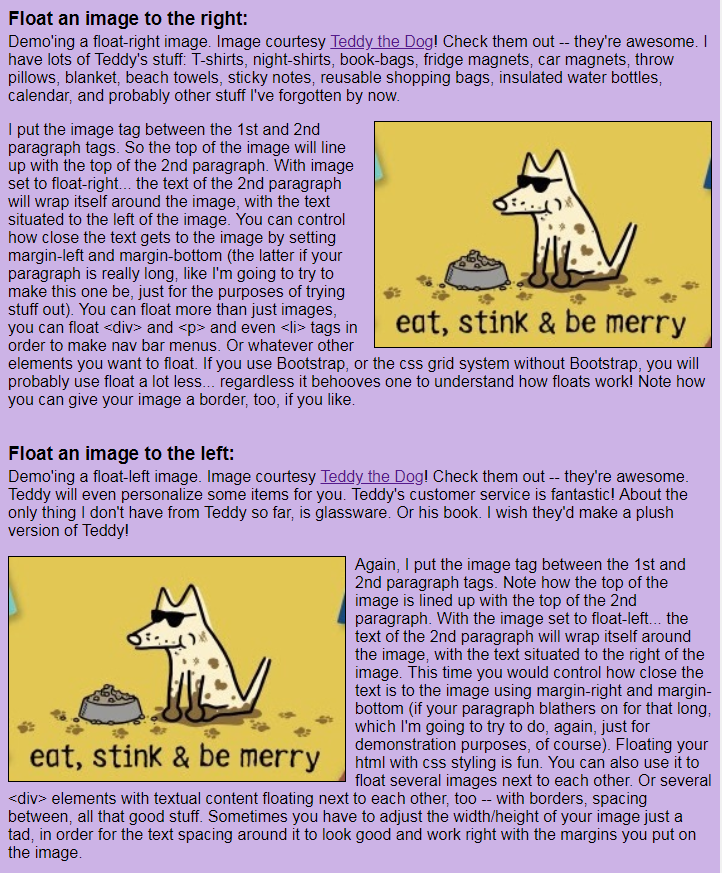 Float an image to the right:
Demo'ing a float-right image. Image courtesy Teddy the Dog! Check them out -- they're awesome. I
have lots of Teddy's stuff: T-shirts, night-shirts, book-bags, fridge magnets, car magnets, throw
pillows, blanket, beach towels, sticky notes, reusable shopping bags, insulated water bottles,
calendar, and probably other stuff I've forgotten by now.
I put the image tag between the 1st and 2nd
paragraph tags. So the top of the image will line
up with the top of the 2nd paragraph. With image
set to float-right... the text of the 2nd paragraph
will wrap itself around the image, with the text
situated to the left of the image. You can control
how close the text gets to the image by setting
margin-left and margin-bottom (the latter if your
paragraph is really long, like I'm going to try to
make this one be, just for the purposes of trying
stuff out). You can float more than just images,
you can float <div> and <p> and even <li> tags in
order to make nav bar menus. Or whatever other
elements you want to float. If you use Bootstrap, or the css grid system without Bootstrap, you will
probably use float a lot less... regardless it behooves one to understand how floats work! Note how
you can give your image a border, too, if you like.
eat, stink & be merry
Float an image to the left:
Demo'ing a float-left image. Image courtesy Teddy the Dog! Check them out -- they're awesome.
Teddy will even personalize some items for you. Teddy's customer service is fantastic! About the
only thing I don't have from Teddy so far, is glassware. Or his book. I wish they'd make a plush
version of Teddy!
eat, stink & be merry
Again, I put the image tag between the 1st and
2nd paragraph tags. Note how the top of the
image is lined up with the top of the 2nd
paragraph. With the image set to float-left... the
text of the 2nd paragraph will wrap itself around
the image, with the text situated to the right of the
image. This time you would control how close the
text is to the image using margin-right and margin-
bottom (if your paragraph blathers on for that long,
which I'm going to try to do, again, just for
demonstration purposes, of course). Floating your
html with css styling is fun. You can also use it to
float several images next to each other. Or several
<div> elements with textual content floating next to each other, too -- with borders, spacing
between, all that good stuff. Sometimes you have to adjust the width/height of your image just a
tad, in order for the text spacing around it to look good and work right with the margins you put on
the image.